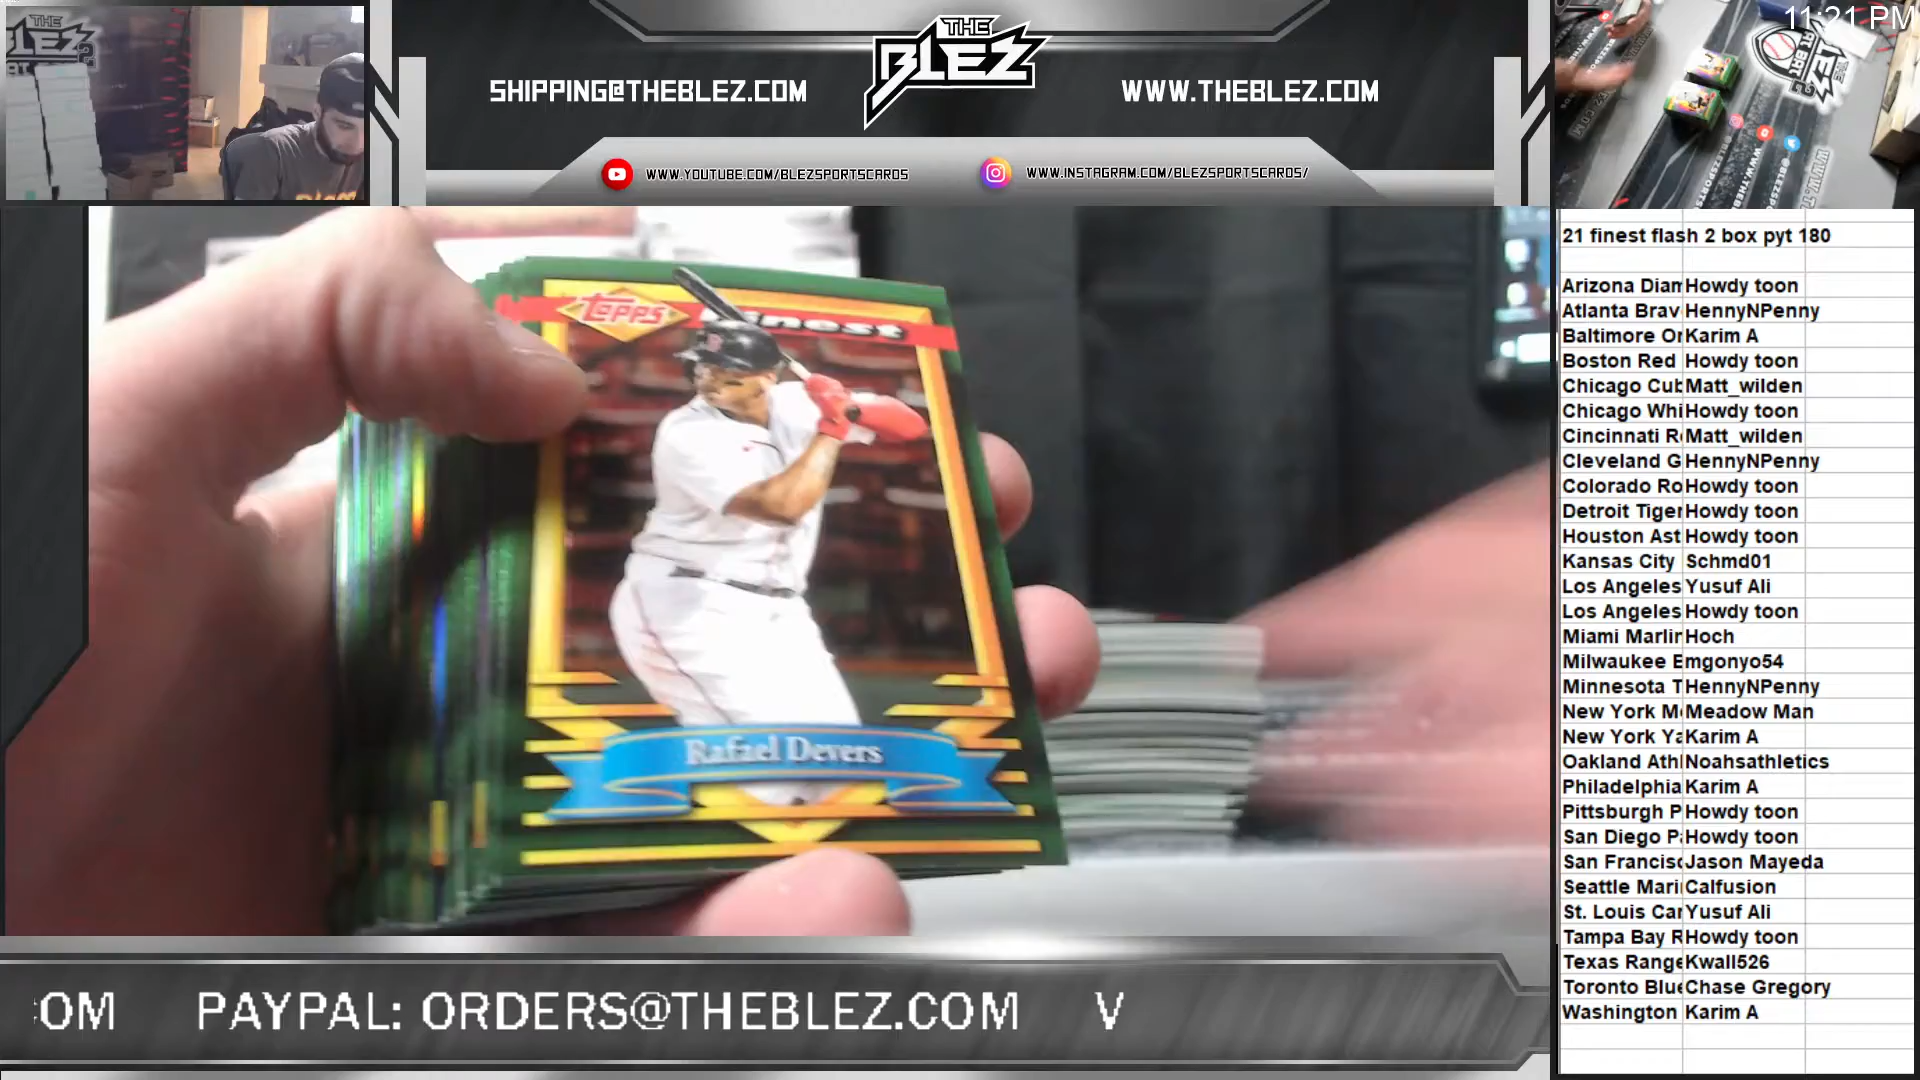 11:21 PM
THE
BLEZ
SHIPPING@THEBLEZ.COM
WWW.THEBLEZ.COM
WWW.YOUTUBE.COM/BLEZSPORTSCARDS
WWW.INSTAGRAM.COM/BLEZSPORTSCARDS/
Topps Finest
Rafael Devers
21 finest flash 2 box pyt 180
Arizona Diam Howdy toon
Atlanta Brav HennyNPenny
Baltimore Or Karim A
Boston Red Howdy toon
Chicago Cub Matt_wilden
Chicago Whi Howdy toon
Cincinnati Re Matt_wilden
Cleveland G HennyNPenny
Colorado Ro Howdy toon
Detroit Tiger Howdy toon
Houston Ast Howdy toon
Kansas City Schmd01
Los Angeles Yusuf Ali
Los Angeles Howdy toon
Miami Marlin Hoch
Milwaukee B mgonyo54
Minnesota T HennyNPenny
New York Me Meadow Man
New York Ya Karim A
Oakland Athl Noahsathletics
Philadelphia Karim A
Pittsburgh P Howdy toon
San Diego Pa Howdy toon
San Francisc Jason Mayeda
Seattle Mari Calfusion
St. Louis Car Yusuf Ali
Tampa Bay R Howdy toon
Texas Range Kwall526
Toronto Blue Chase Gregory
Washington Karim A
OM PAYPAL: ORDERS@THEBLEZ.COM V